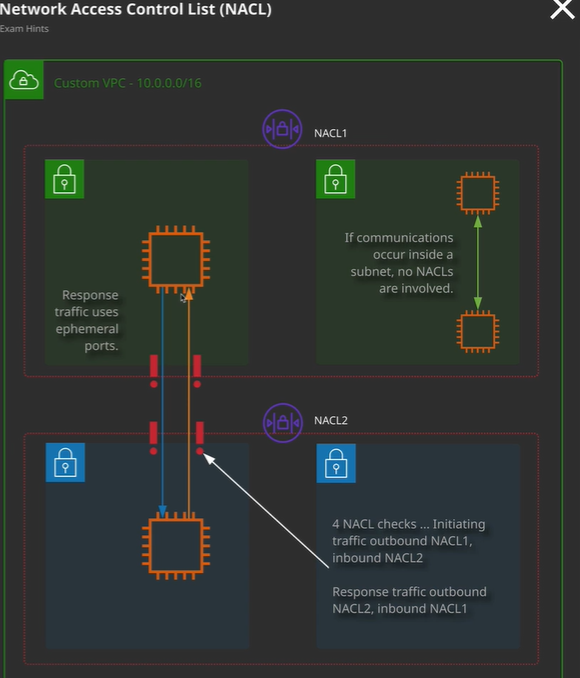 Network Access Control List (NACL)
Exam Hints
Custom VPC - 10.0.0.0/16
NACL1
If communications
occur inside a
subnet, no NACLs
are involved.
Response
traffic uses
ephemeral
ports.
NACL2
4 NACL checks ... Initiating
traffic outbound NACL1,
inbound NACL2
Response traffic outbound
NACL2, inbound NACL1